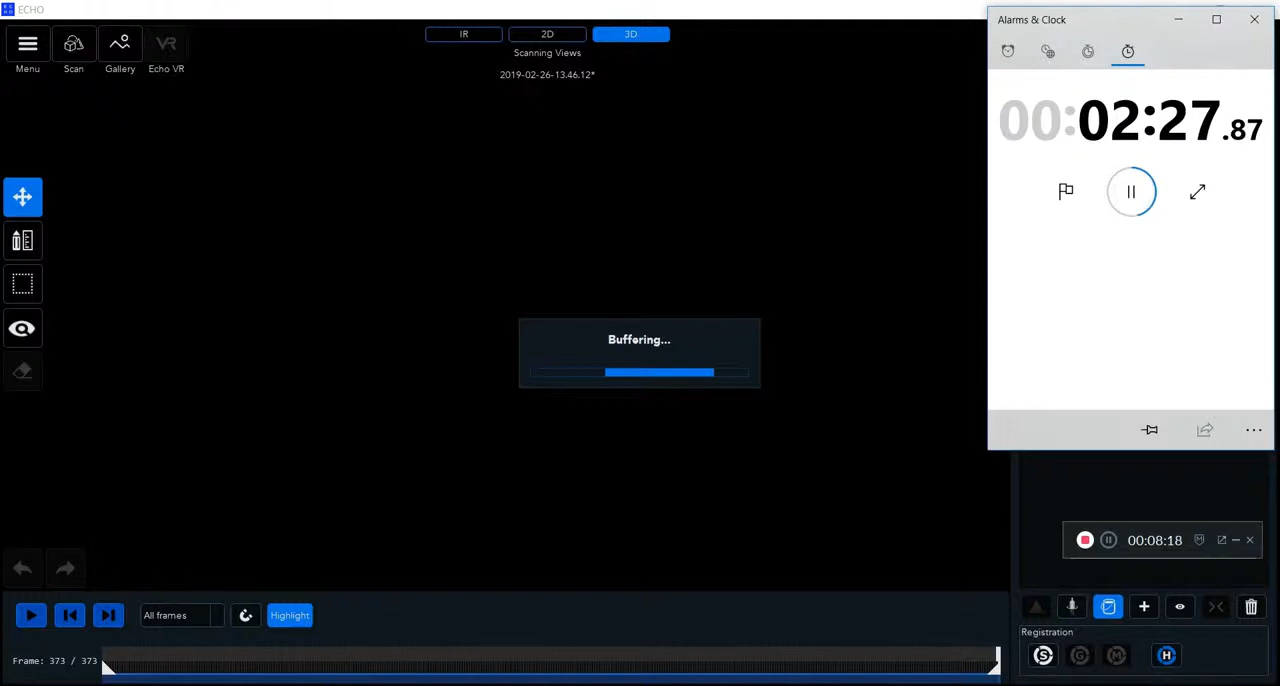 ECHO
Menu
Scan
Gallery
VR
Echo VR
IR
2D
3D
Scanning Views
2019-02-26-13.46.12*
Alarms & Clock
00:02:27.87
Buffering...
00:08:18
All frames
Highlight
Frame: 373 / 373
Registration
S
G
M
H